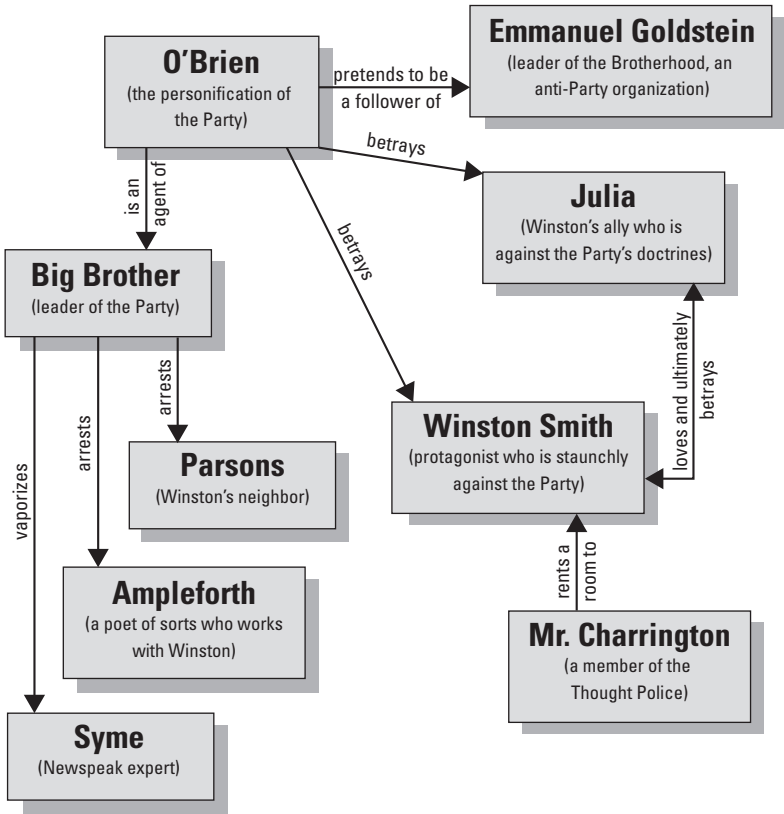 O'Brien
(the personification of
the Party)
pretends to be
a follower of
Emmanuel Goldstein
(leader of the Brotherhood, an
anti-Party organization)
betrays
is an
agent of
betrays
Julia
(Winston's ally who is
against the Party's doctrines)
Big Brother
(leader of the Party)
loves and ultimately
betrays
vaporizes
arrests
arrests
Winston Smith
(protagonist who is staunchly
against the Party)
Parsons
(Winston's neighbor)
rents a
room to
Ampleforth
(a poet of sorts who works
with Winston)
Mr. Charrington
(a member of the
Thought Police)
Syme
(Newspeak expert)